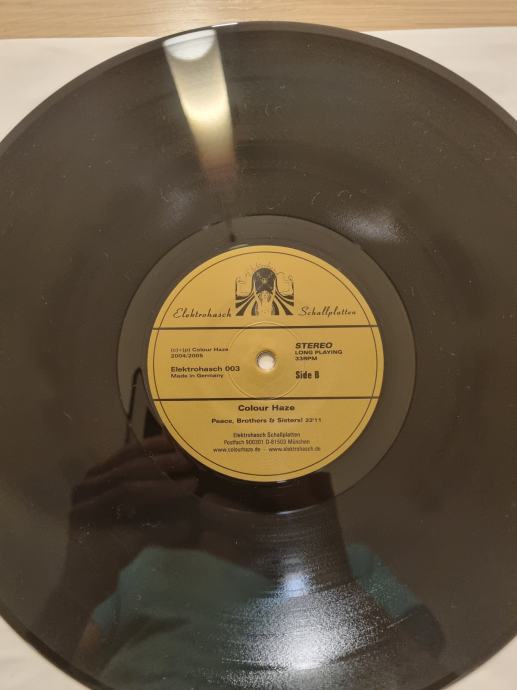 Elektrohasch Schallplatten
(c)+(p) Colour Haze
2004/2005
Elektrohasch 003
Made in Germany
STEREO
LONG PLAYING
33RPM
Side B
Colour Haze
Peace, Brothers & Sisters! 22'11
Elektrohasch Schallplatten
Postfach 900301 D-81503 München
www.colourhaze.de - www.elektrohasch.de